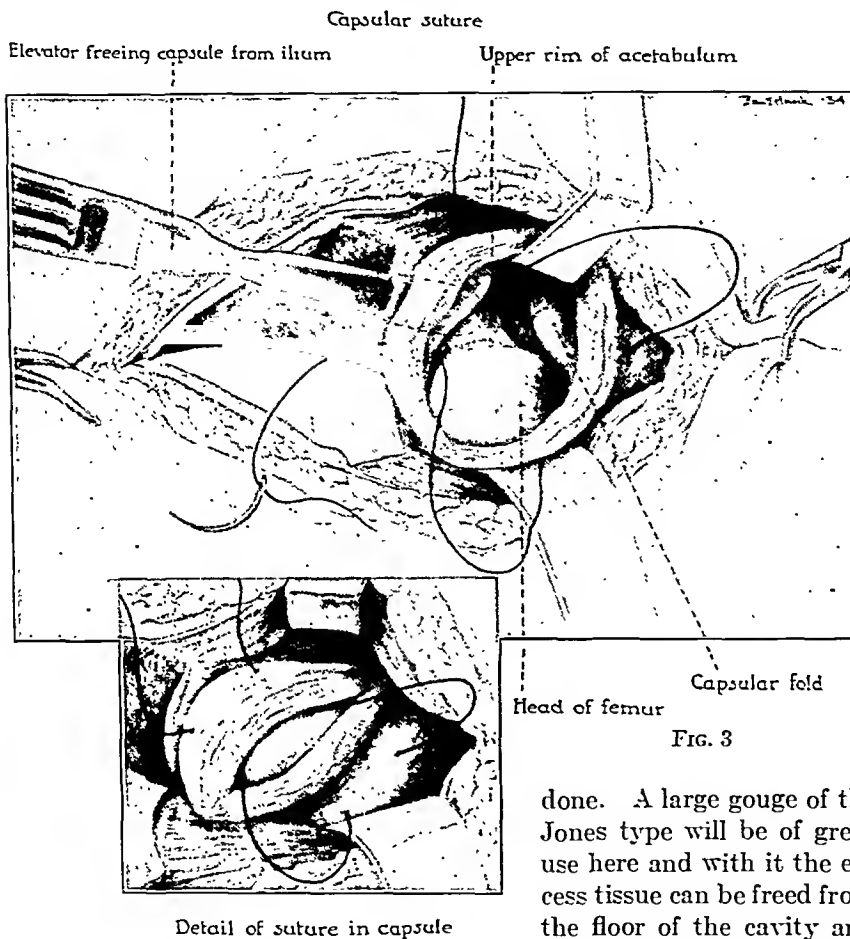 Capsular suture
Elevator freeing capsule from ilium
Upper rim of acetabulum
'34
Head of femur
Capsular fold
FIG. 3
Detail of suture in capsule
done. A large gouge of
Jones type will be of
use here and with it the
cess tissue can be freed
the floor of the cavity